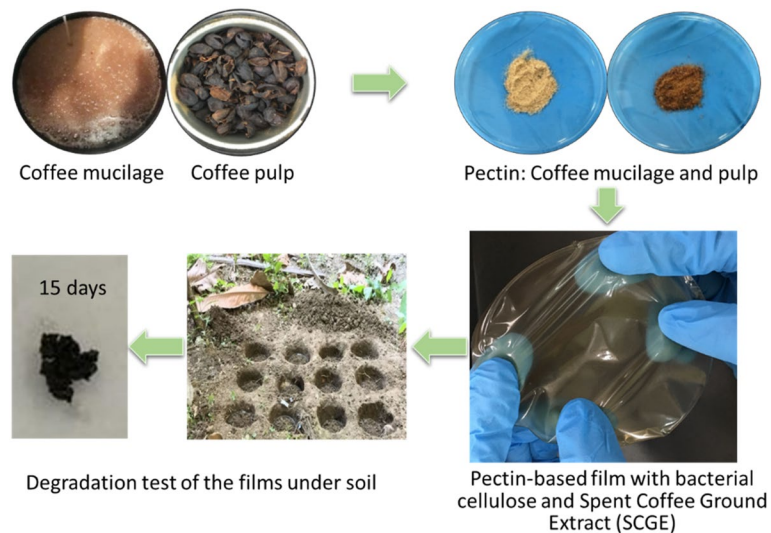 Coffee mucilage
Coffee pulp
Pectin: Coffee mucilage and pulp
15 days
Degradation test of the films under soil
Pectin-based film with bacterial
cellulose and Spent Coffee Ground
Extract (SCGE)